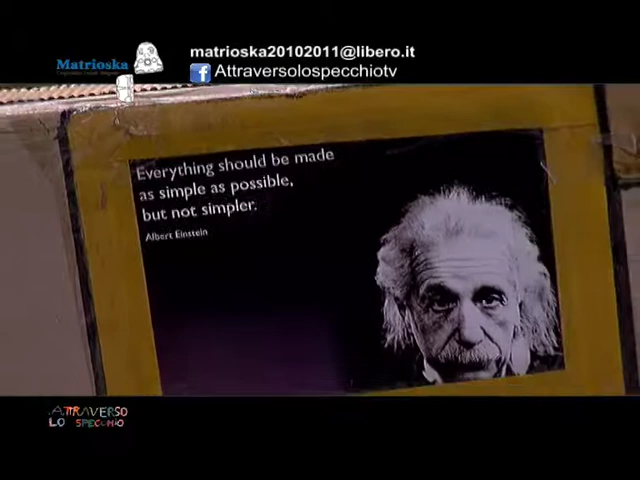 Matrioska
matrioska20102011@libero.it
Attraversolospecchiotv
Everything should be made
as simple as possible,
but not simpler.
Albert Einstein
ATTRAVERSO
LO SPECCHIO